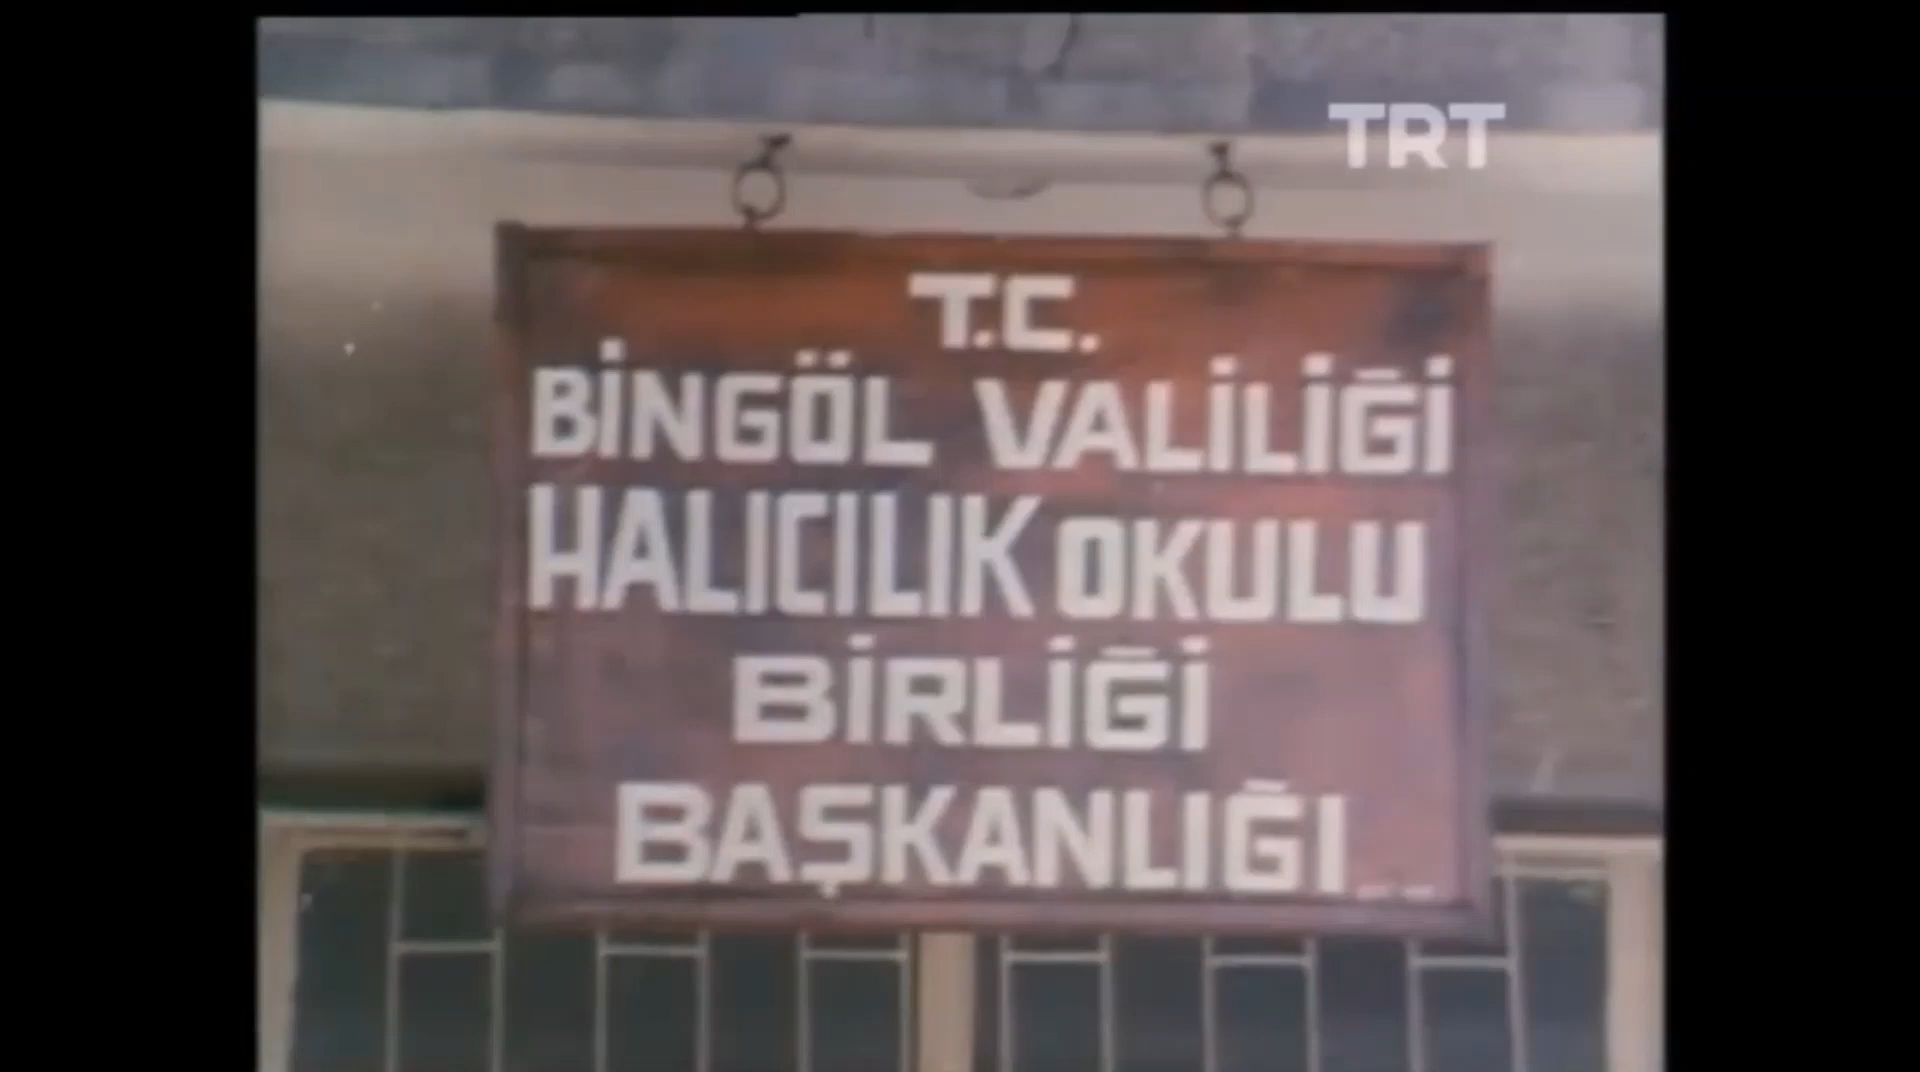 TRT
T.C.
BİNGÖL VALİLİĞİ
HALICILIK OKULU
BİRLİĞİ
BAŞKANLIĞI